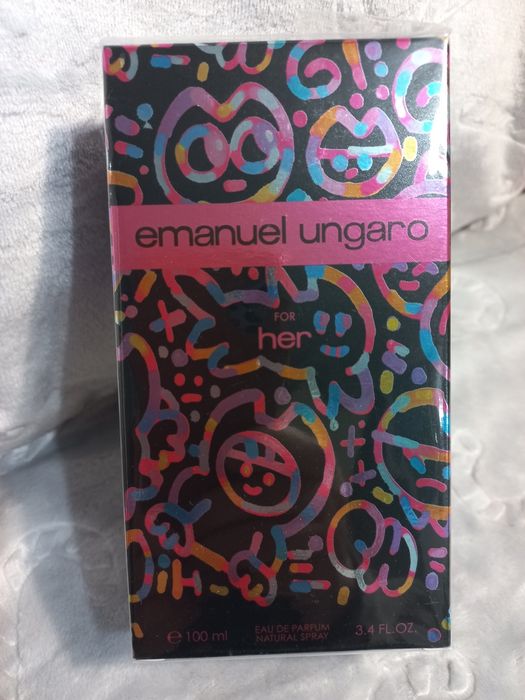 emanuel ungaro
FOR
her
℮ 100 ml EAU DE PARFUM 3.4 FL.OZ.
NATURAL SPRAY